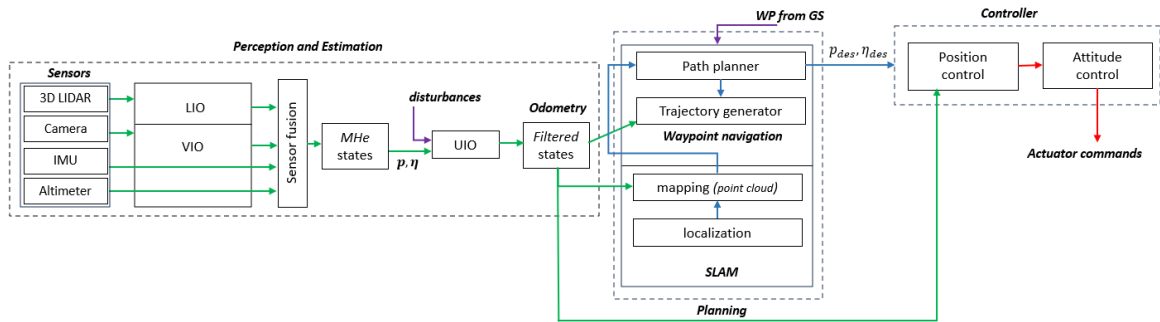 WP from GS
Controller
Perception and Estimation
p_des, η_des
Sensors
3D LIDAR
Camera
IMU
Altimeter
LIO
VIO
Sensor fusion
disturbances
MHe
states
p, η
UIO
Odometry
Filtered
states
Path planner
Trajectory generator
Waypoint navigation
mapping (point cloud)
localization
SLAM
Planning
Position
control
Attitude
control
Actuator commands